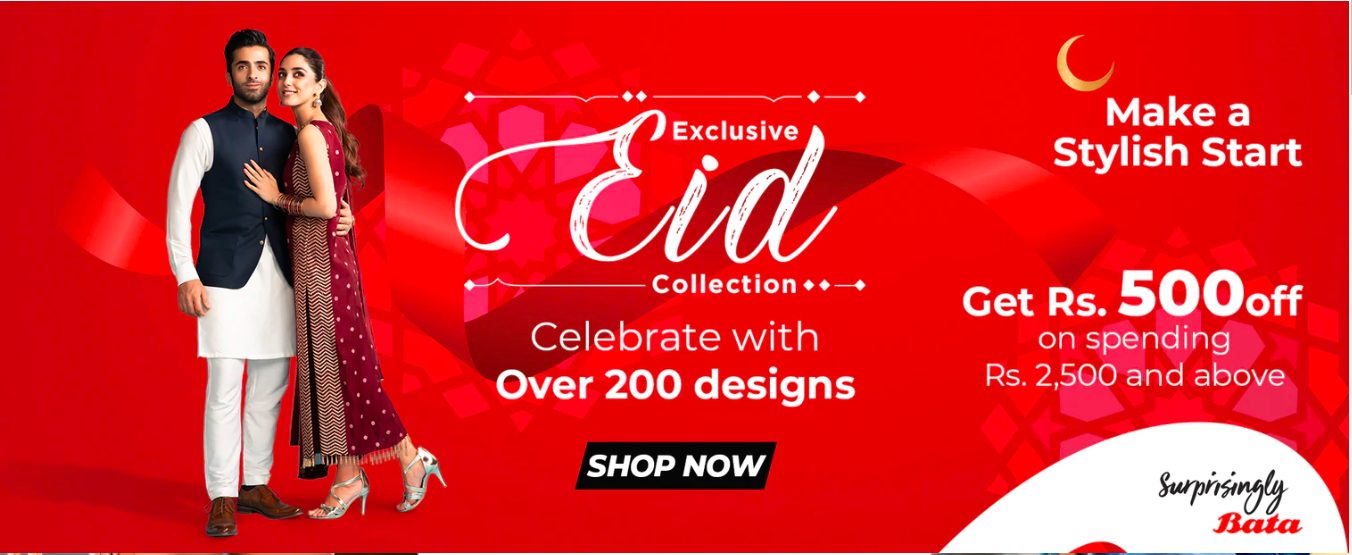 Exclusive
Eid
Collection
Celebrate with
Over 200 designs
SHOP NOW
Make a
Stylish Start
Get Rs. 500off
on spending
Rs. 2,500 and above
Surprisingly
Bata